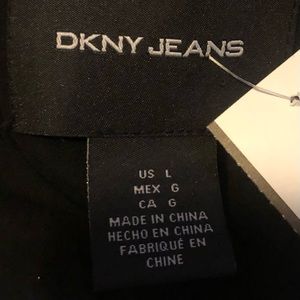 DKNY JEANS
US L
MEX G
CA G
MADE IN CHINA
HECHO EN CHINA
FABRIQUÉ EN
CHINE